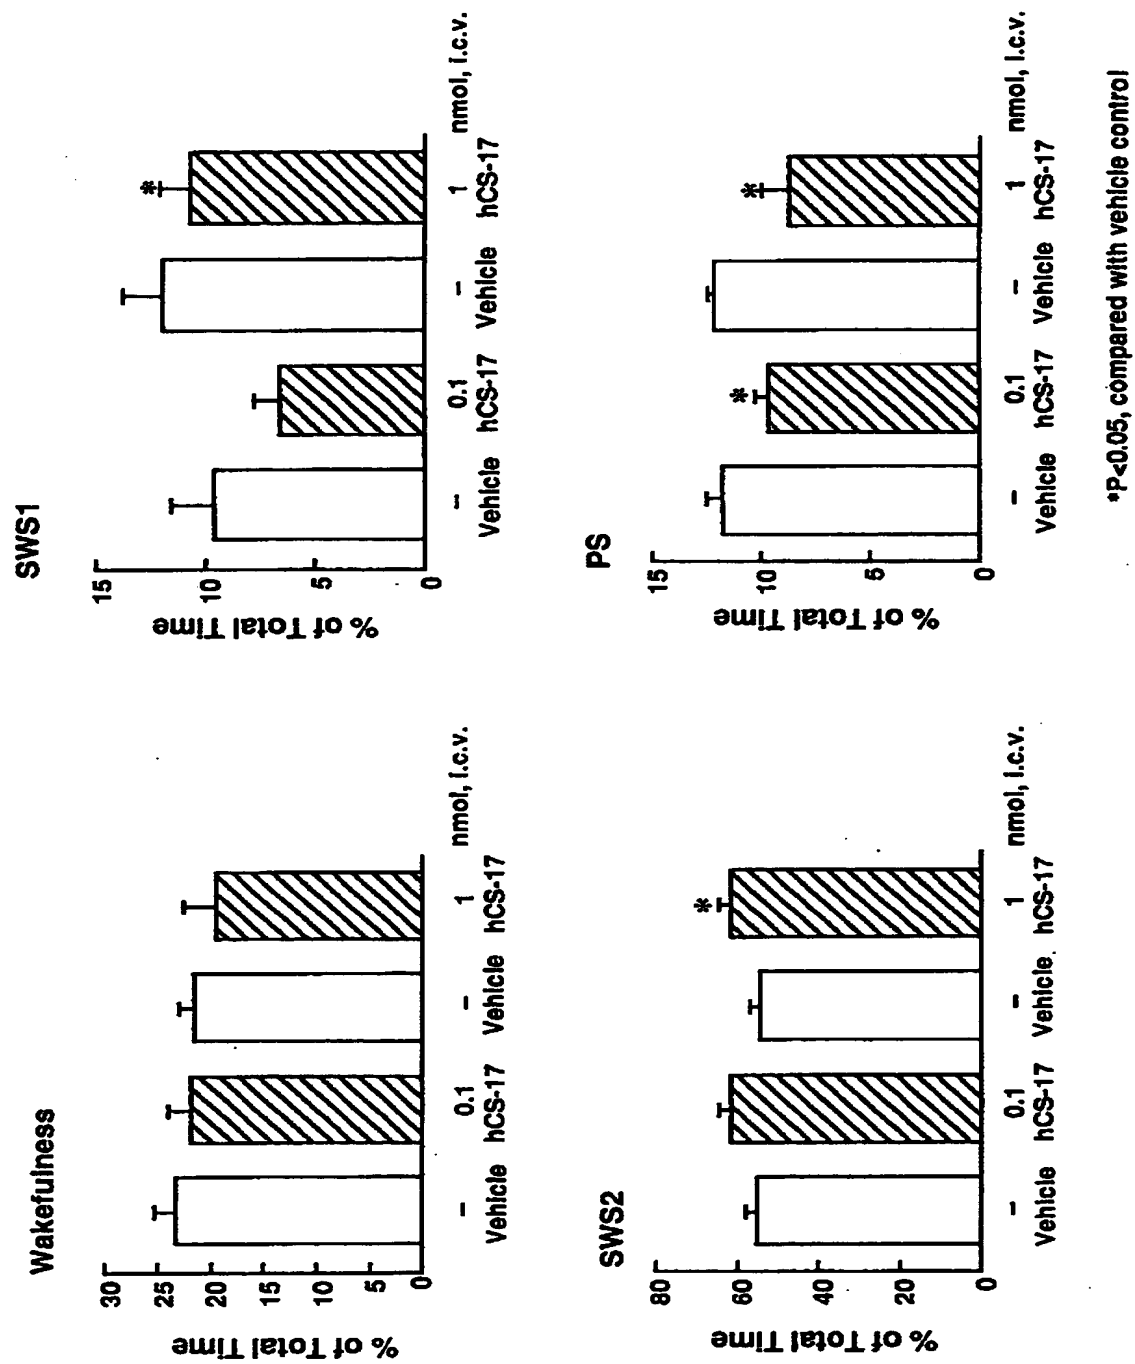 Wakefulness
% of Total Time
30
25
20
15
10
5
0
– 0.1 – 1 nmol, i.c.v.
Vehicle hCS-17 Vehicle hCS-17
SWS1
% of Total Time
15
10
5
0
*
– 0.1 – 1 nmol, i.c.v.
Vehicle hCS-17 Vehicle hCS-17
SWS2
% of Total Time
80
60
40
20
0
*
– 0.1 – 1 nmol, i.c.v.
Vehicle hCS-17 Vehicle hCS-17
PS
% of Total Time
15
10
5
0
* *
– 0.1 – 1 nmol, i.c.v.
Vehicle hCS-17 Vehicle hCS-17
*P<0.05, compared with vehicle control